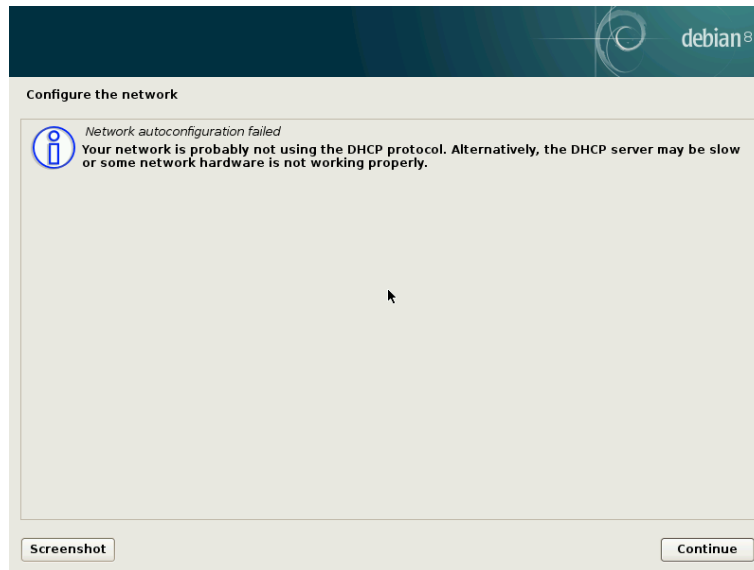 debian 8
Configure the network
Network autoconfiguration failed
Your network is probably not using the DHCP protocol. Alternatively, the DHCP server may be slow
or some network hardware is not working properly.
Screenshot
Continue